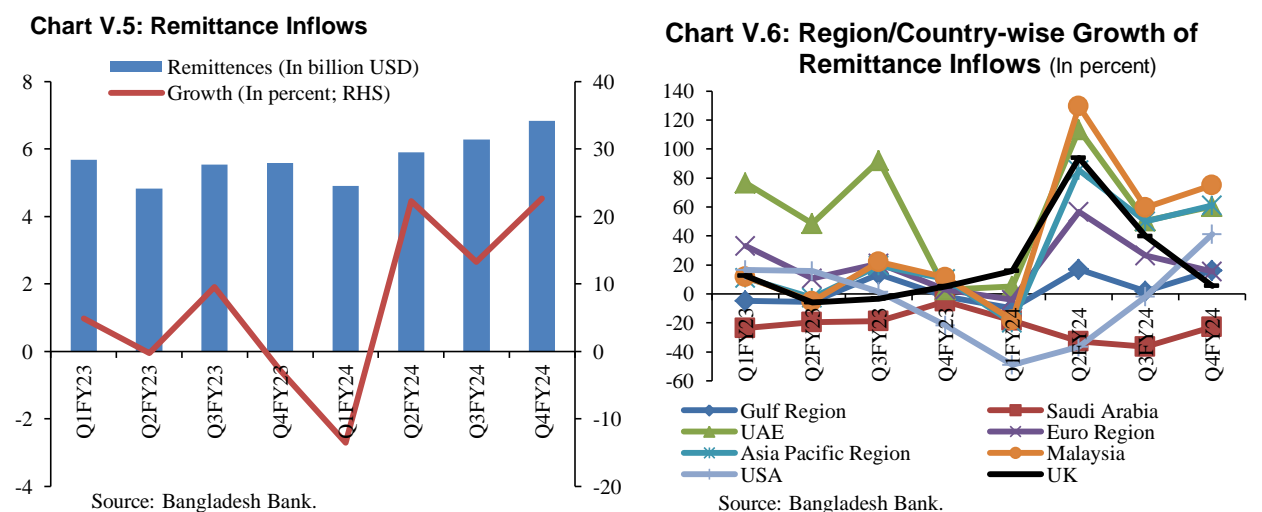 Chart V.5: Remittance Inflows
Remittences (In billion USD)
Growth (In percent; RHS)
8
6
4
2
0
-2
-4
40
30
20
10
0
-10
-20
Q1FY23
Q2FY23
Q3FY23
Q4FY23
Q1FY24
Q2FY24
Q3FY24
Q4FY24
Source: Bangladesh Bank.
Chart V.6: Region/Country-wise Growth of
Remittance Inflows (In percent)
140
120
100
80
60
40
20
0
-20
-40
-60
Q1FY23
Q2FY23
Q3FY23
Q4FY23
Q1FY24
Q2FY24
Q3FY24
Q4FY24
Gulf Region
Saudi Arabia
UAE
Euro Region
Asia Pacific Region
Malaysia
USA
UK
Source: Bangladesh Bank.